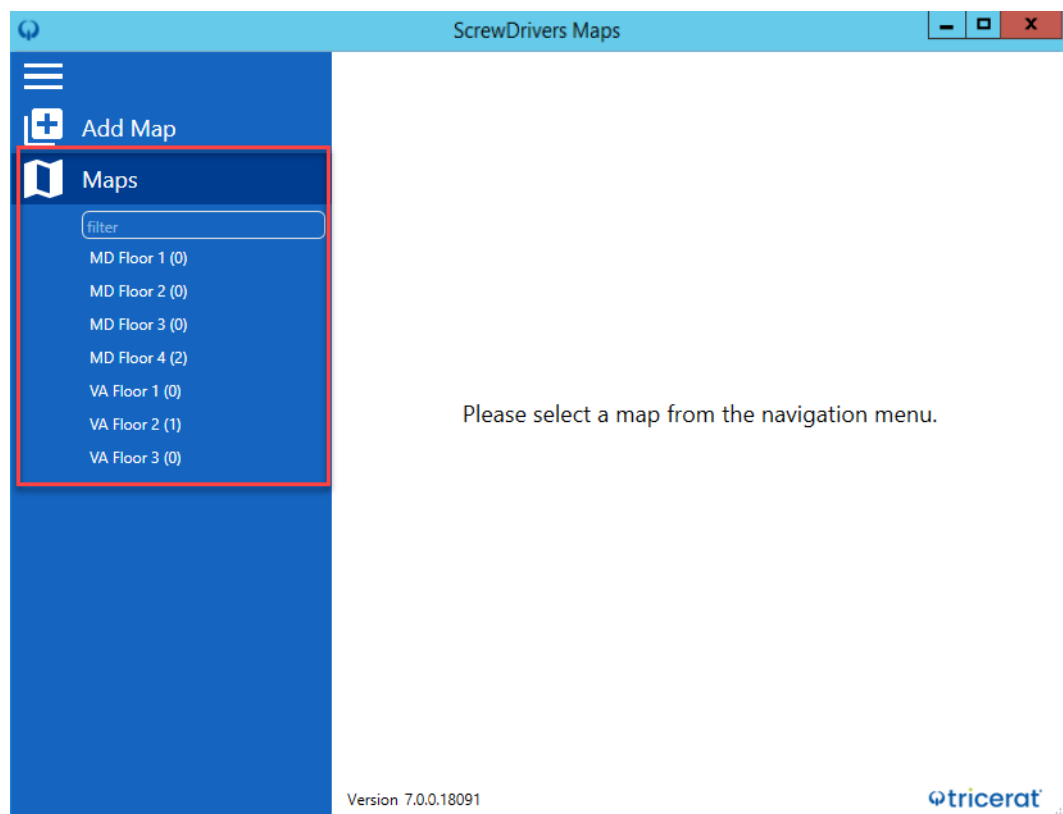 ScrewDrivers Maps
Add Map
Maps
filter
MD Floor 1 (0)
MD Floor 2 (0)
MD Floor 3 (0)
MD Floor 4 (2)
VA Floor 1 (0)
VA Floor 2 (1)
VA Floor 3 (0)
Please select a map from the navigation menu.
Version 7.0.0.18091
tricerat